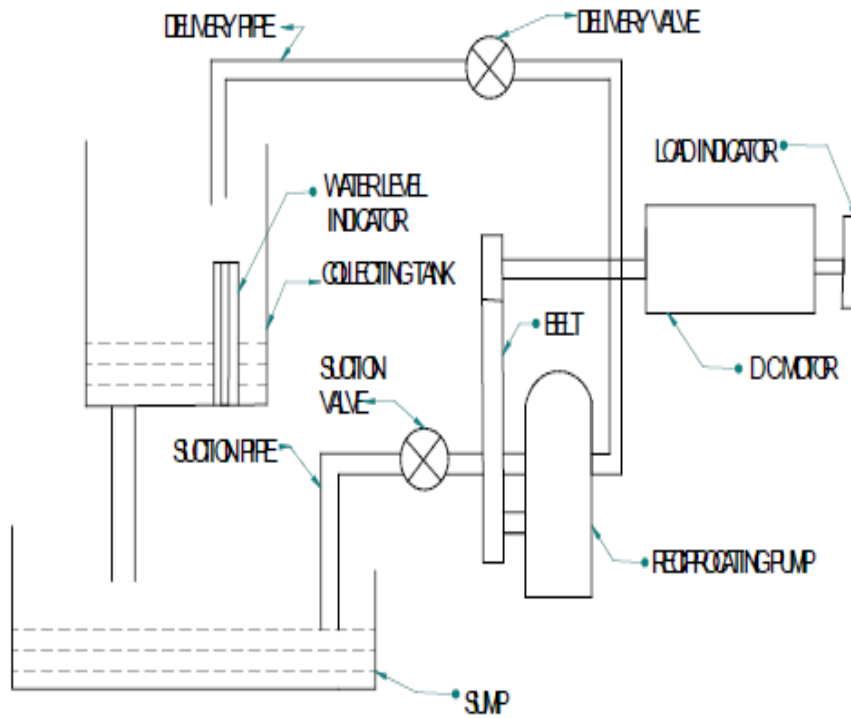 DELIVERY PIPE
DELIVERY VALVE
LOAD INDICATOR
WATER LEVEL
INDICATOR
COLLECTING TANK
BELT
SUCTION
VALVE
D C MOTOR
SUCTION PIPE
RECIPROCATING PUMP
SUMP